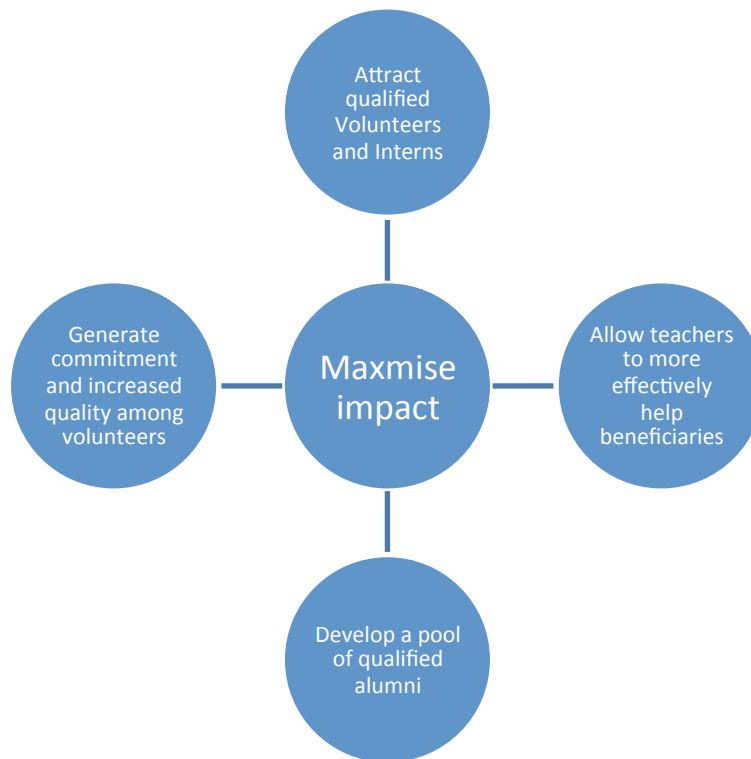 Attract
qualified
Volunteers
and Interns
Generate
commitment
and increased
quality among
volunteers
Maxmise
impact
Allow teachers
to more
effectively
help
beneficiaries
Develop a pool
of qualified
alumni